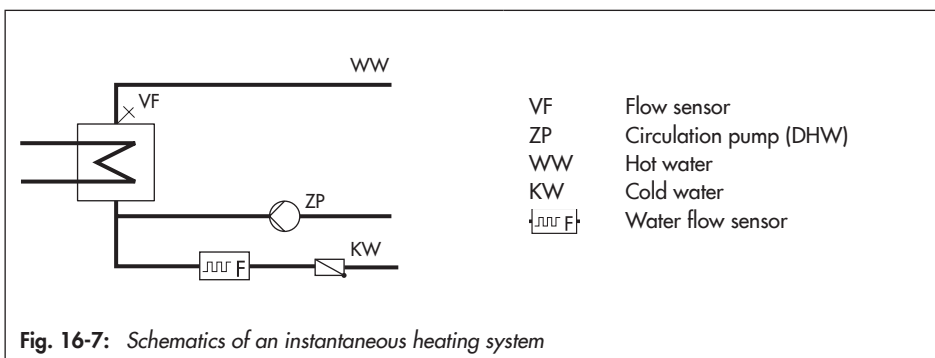 WW
VF
ZP
KW
F
VF Flow sensor
ZP Circulation pump (DHW)
WW Hot water
KW Cold water
F Water flow sensor
Fig. 16-7: Schematics of an instantaneous heating system